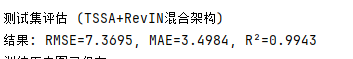 测试集评估 (TSSA+RevIN混合架构)
结果: RMSE=7.3695, MAE=3.4984, R²=0.9943